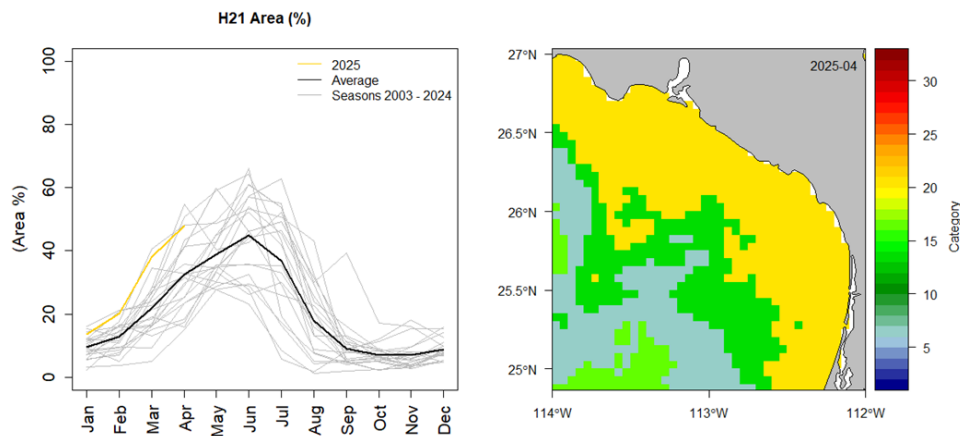 H21 Area (%)
(Area %)
100
80
60
40
20
0
2025
Average
Seasons 2003 - 2024
Jan Feb Mar Apr May Jun Jul Aug Sep Oct Nov Dec
2025-04
27°N
26.5°N
26°N
25.5°N
25°N
114°W 113°W 112°W
30
25
20
15
10
5
Category